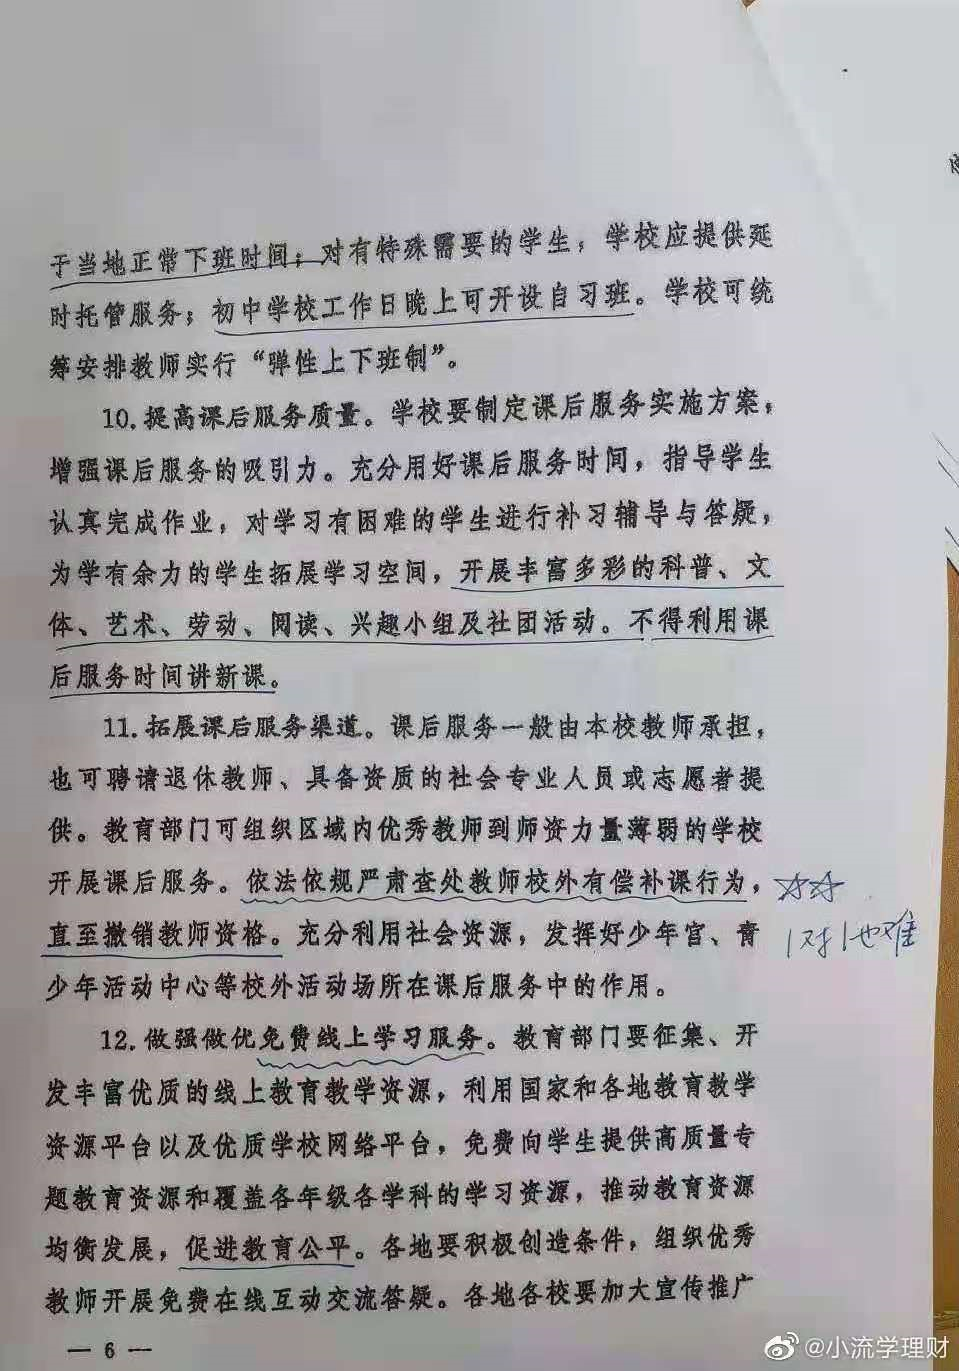 于当地正常下班时间；对有特殊需要的学生，学校应提供延
时托管服务；初中学校工作日晚上可开设自习班。学校可统
筹安排教师实行“弹性上下班制”。
10.提高课后服务质量。学校要制定课后服务实施方案，
增强课后服务的吸引力。充分用好课后服务时间，指导学生
认真完成作业，对学习有困难的学生进行补习辅导与答疑，
为学有余力的学生拓展学习空间，开展丰富多彩的科普、文
体、艺术、劳动、阅读、兴趣小组及社团活动。不得利用课
后服务时间讲新课。
11.拓展课后服务渠道。课后服务一般由本校教师承担，
也可聘请退休教师、具备资质的社会专业人员或志愿者提
供。教育部门可组织区域内优秀教师到师资力量薄弱的学校
开展课后服务。依法依规严肃查处教师校外有偿补课行为，
直至撤销教师资格。充分利用社会资源，发挥好少年宫、青
少年活动中心等校外活动场所在课后服务中的作用。
1对1也难
12.做强做优免费线上学习服务。教育部门要征集、开
发丰富优质的线上教育教学资源，利用国家和各地教育教学
资源平台以及优质学校网络平台，免费向学生提供高质量专
题教育资源和覆盖各年级各学科的学习资源，推动教育资源
均衡发展，促进教育公平。各地要积极创造条件，组织优秀
教师开展免费在线互动交流答疑。各地各校要加大宣传推广
— 6 —
@小流学理财